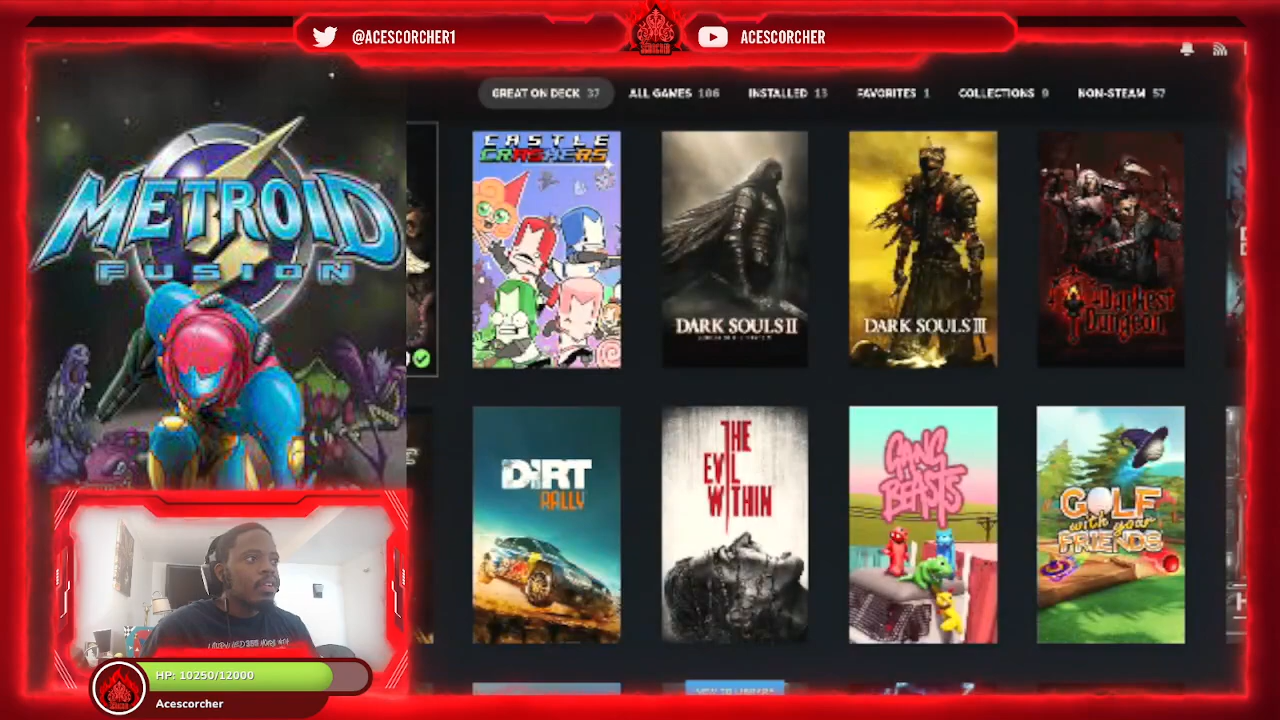 @ACESCORCHER1
ACESCORCHER
GREAT ON DECK 37
ALL GAMES 106
INSTALLED 13
FAVORITES 1
COLLECTIONS 9
NON-STEAM 57
METROID
FUSION
CASTLE
CRASHERS
DARK SOULS II
DARK SOULS III
Darkest
Dungeon
DiRT
RALLY
THE
EVIL
WITHIN
GANG
BEASTS
GOLF
with your
FRIENDS
HP: 10250/12000
Acescorcher